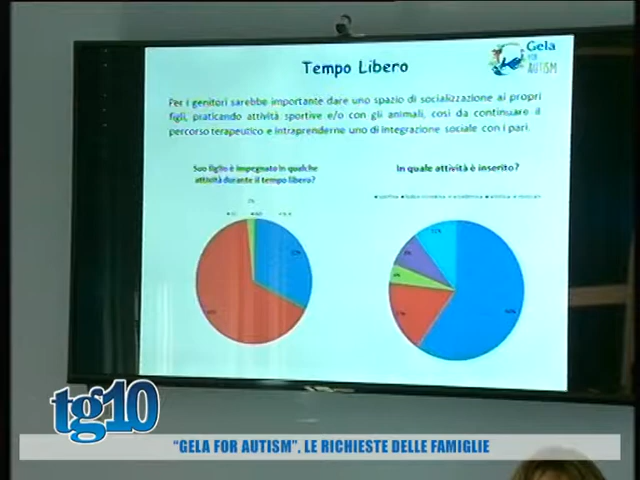 Gela
FOR
AUTISM
Tempo Libero
Per i genitori sarebbe importante dare uno spazio di socializzazione ai propri
figli, praticando attività sportive e/o con gli animali, così da continuare il
percorso terapeutico e intraprenderne uno di integrazione sociale con i pari.
Suo figlio è impegnato in qualche
attività durante il tempo libero?
In quale attività è inserito?
tg10
“GELA FOR AUTISM”, LE RICHIESTE DELLE FAMIGLIE